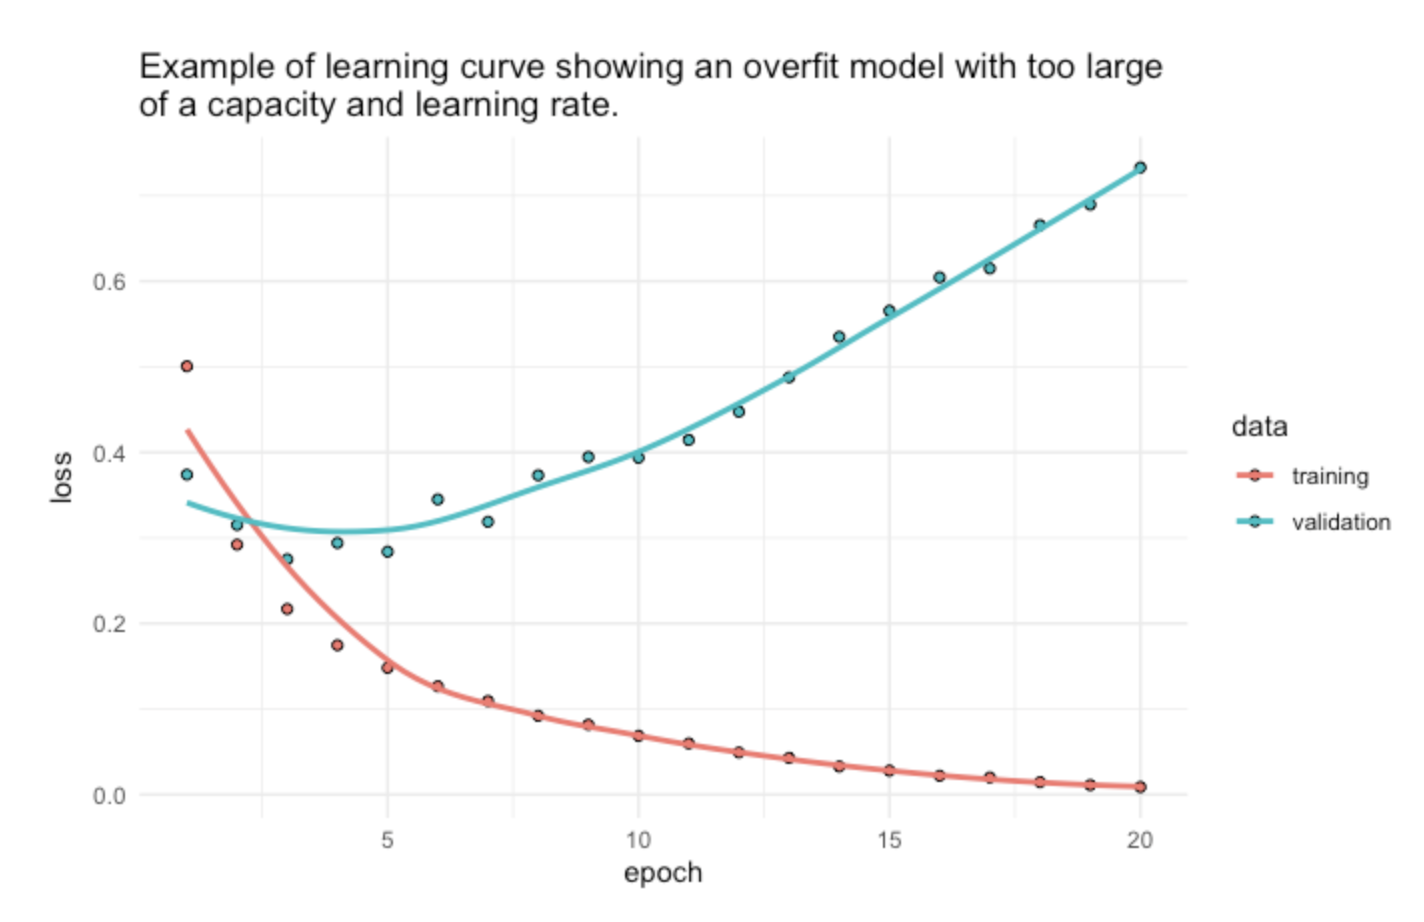 Example of learning curve showing an overfit model with too large
of a capacity and learning rate.
0.6
0.4
0.2
0.0
loss
5 10 15 20
epoch
data
training
validation